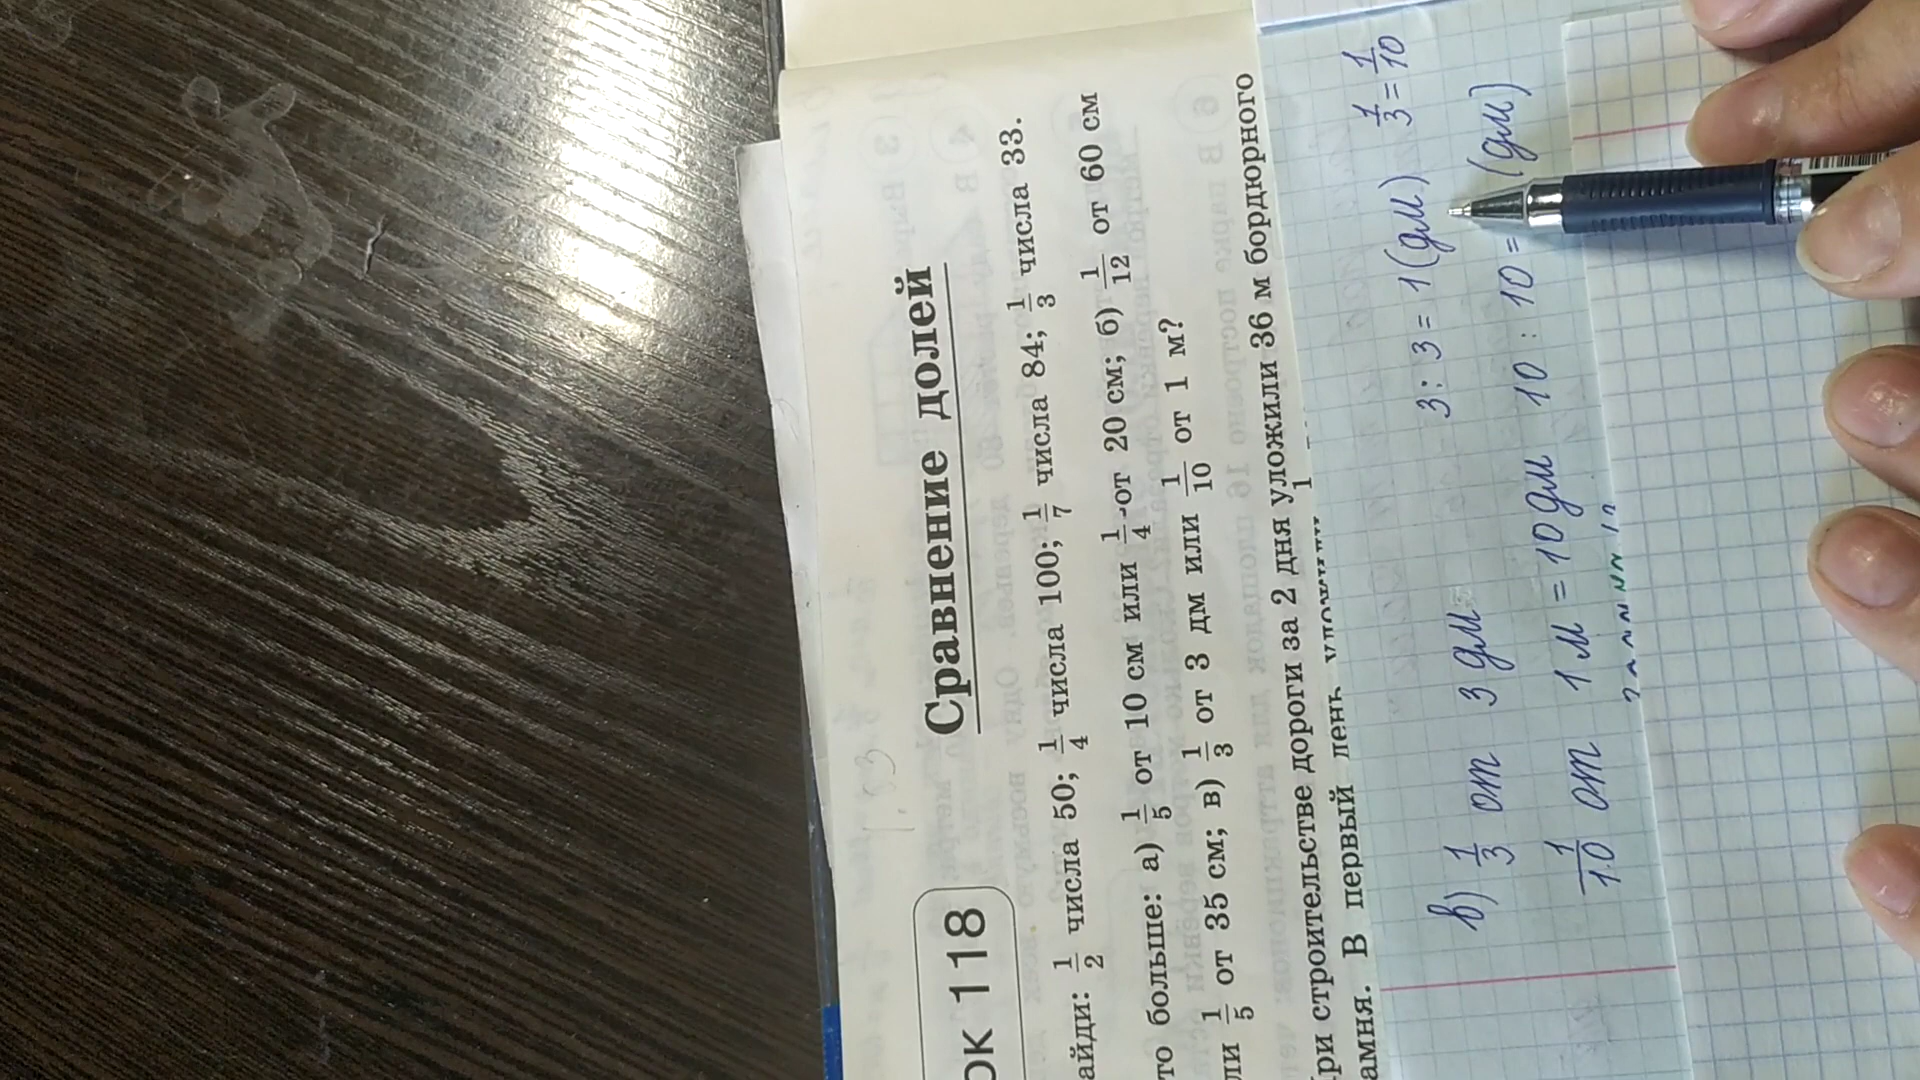 ОК 118
Сравнение долей
айди: 1/2 числа 50; 1/4 числа 100; 1/7 числа 84; 1/3 числа 33.
то больше: а) 1/5 от 10 см или 1/4 от 20 см; б) 1/12 от 60 см
ли 1/5 от 35 см; в) 1/3 от 3 дм или 1/10 от 1 м?
ри строительстве дороги за 2 дня уложили 36 м бордюрного
амня. В первый день 1
в) 1/3 от 3 дм 3 : 3 = 1 (дм) 1/3 = 1/10
1/10 от 1 м = 10 дм 10 : 10 = (дм)